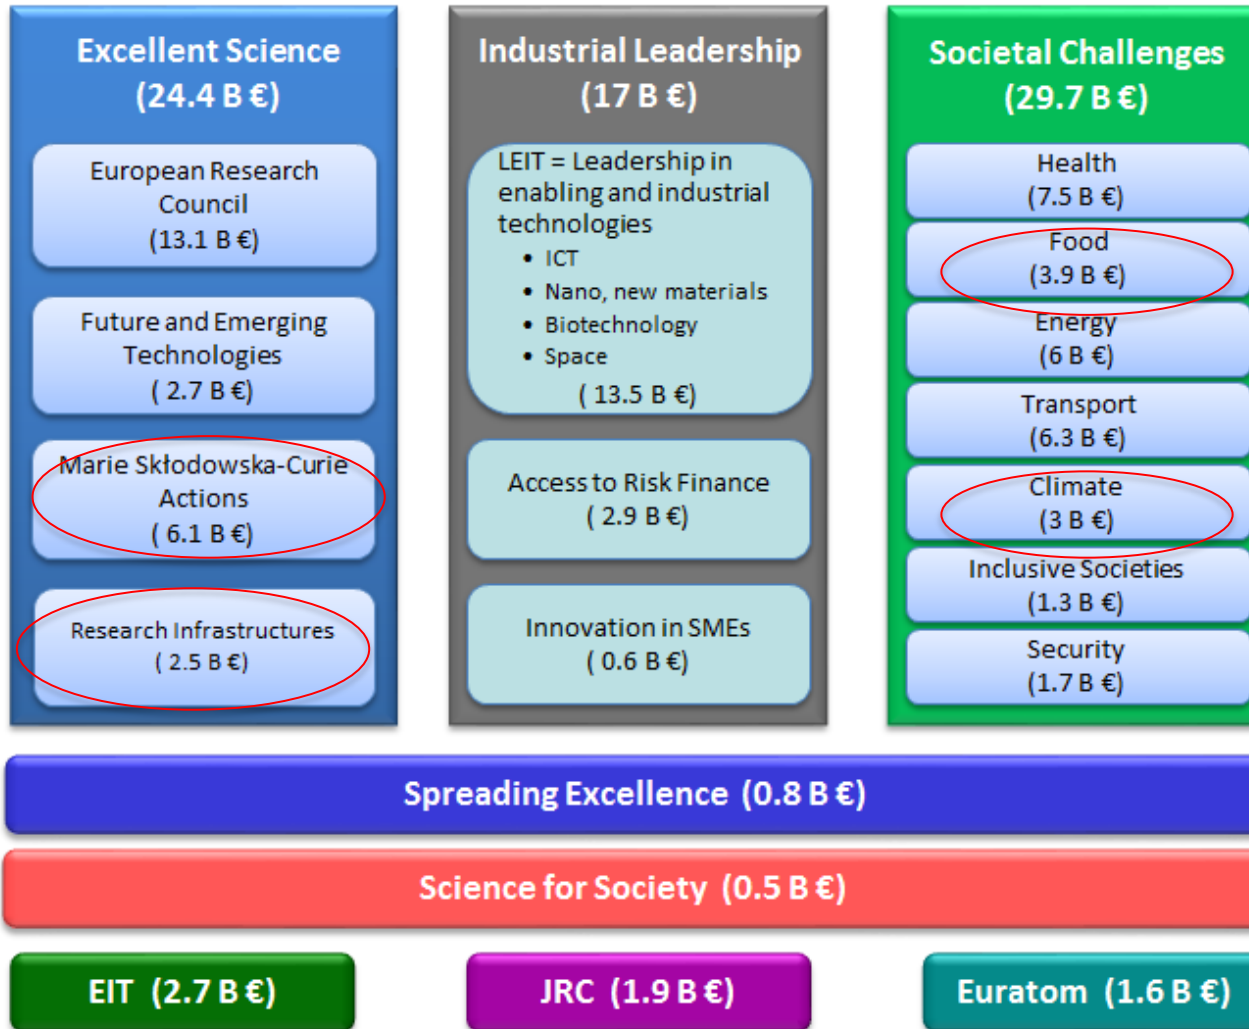 Excellent Science
(24.4 B €)
European Research
Council
(13.1 B €)
Future and Emerging
Technologies
( 2.7 B €)
Marie Skłodowska-Curie
Actions
( 6.1 B €)
Research Infrastructures
( 2.5 B €)
Industrial Leadership
(17 B €)
LEIT = Leadership in
enabling and industrial
technologies
• ICT
• Nano, new materials
• Biotechnology
• Space
( 13.5 B €)
Access to Risk Finance
( 2.9 B €)
Innovation in SMEs
( 0.6 B €)
Societal Challenges
(29.7 B €)
Health
(7.5 B €)
Food
(3.9 B €)
Energy
(6 B €)
Transport
(6.3 B €)
Climate
(3 B €)
Inclusive Societies
(1.3 B €)
Security
(1.7 B €)
Spreading Excellence (0.8 B €)
Science for Society (0.5 B €)
EIT (2.7 B €)
JRC (1.9 B €)
Euratom (1.6 B €)